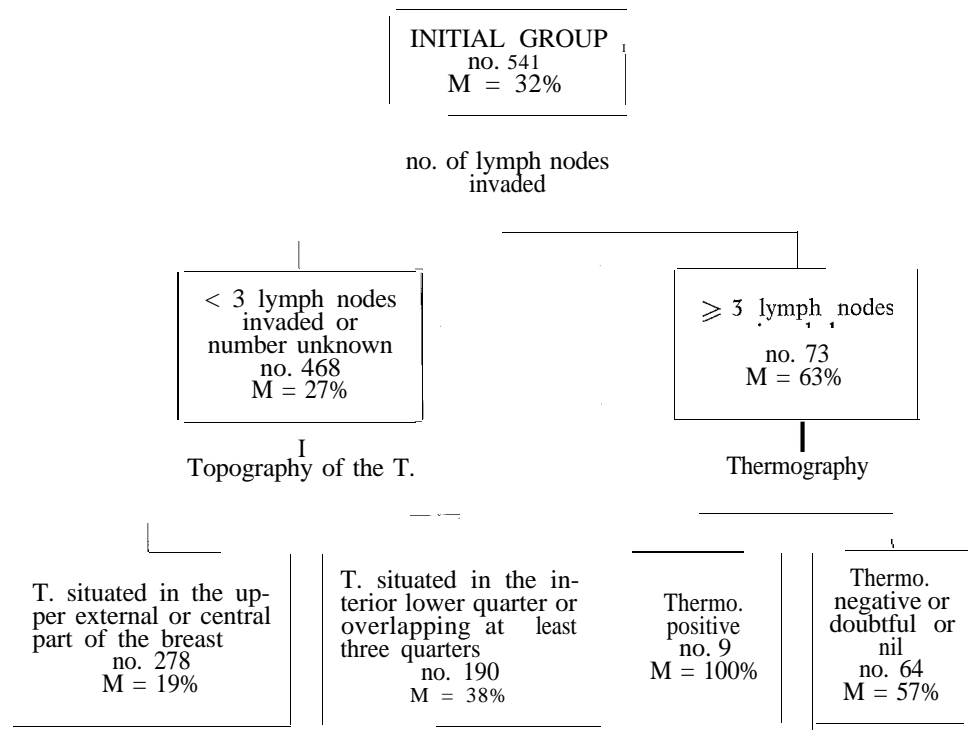 INITIAL GROUP
no. 541
M = 32%
no. of lymph nodes
invaded
< 3 lymph nodes
invaded or
number unknown
no. 468
M = 27%
⩾ 3 lymph nodes
no. 73
M = 63%
Topography of the T.
Thermography
T. situated in the up-
per external or central
part of the breast
no. 278
M = 19%
T. situated in the in-
terior lower quarter or
overlapping at least
three quarters
no. 190
M = 38%
Thermo.
positive
no. 9
M = 100%
Thermo.
negative or
doubtful or
nil
no. 64
M = 57%